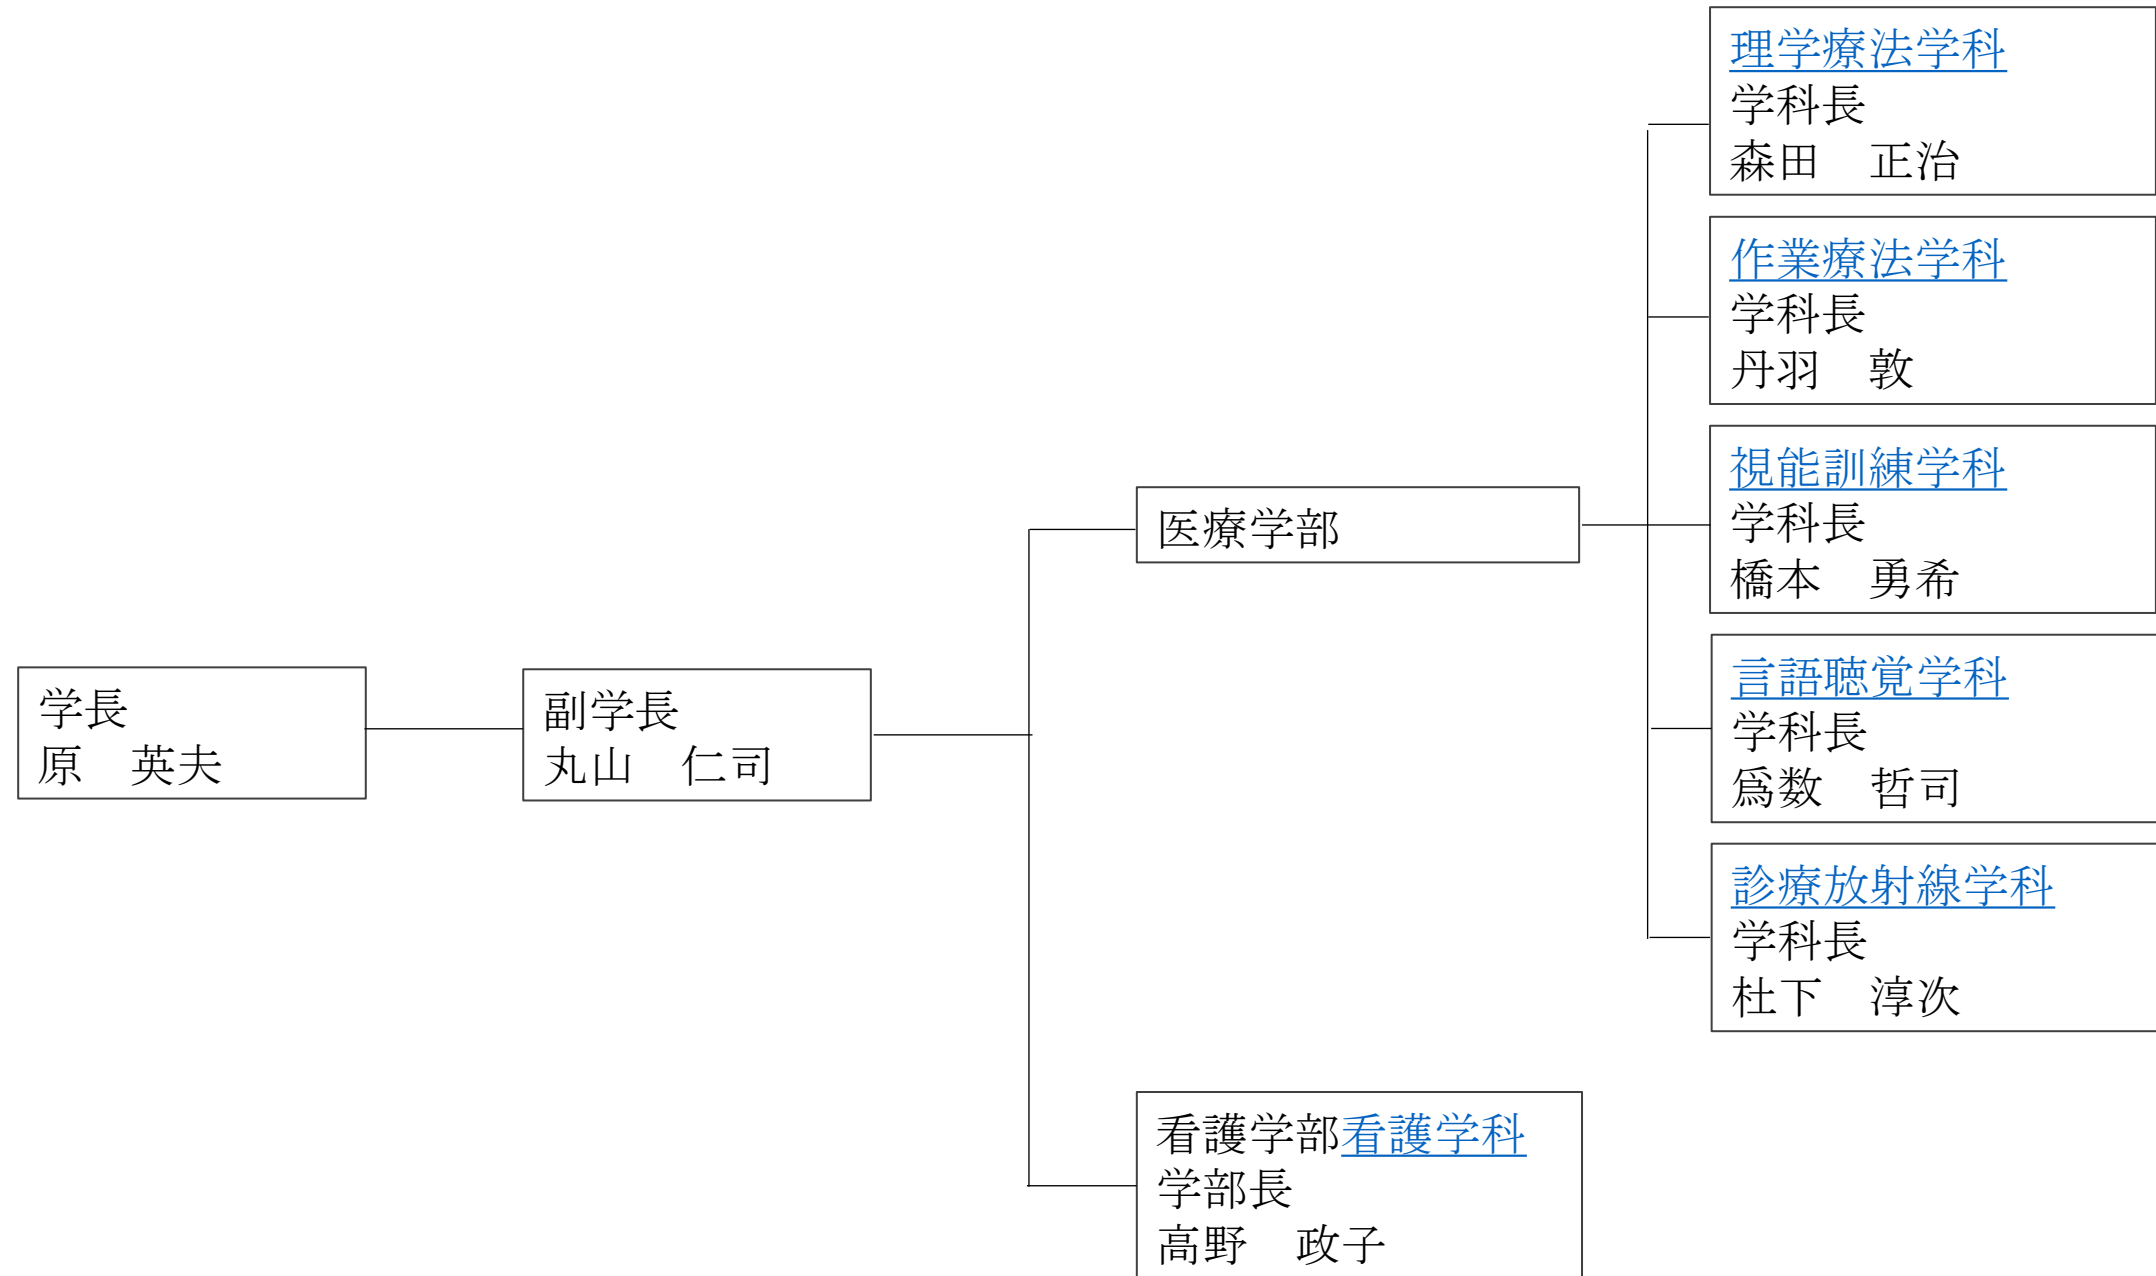 学長
原　英夫
副学長
丸山　仁司
医療学部
理学療法学科
学科長
森田　正治
作業療法学科
学科長
丹羽　敦
視能訓練学科
学科長
橋本　勇希
言語聴覚学科
学科長
爲数　哲司
診療放射線学科
学科長
杜下　淳次
看護学部看護学科
学部長
高野　政子